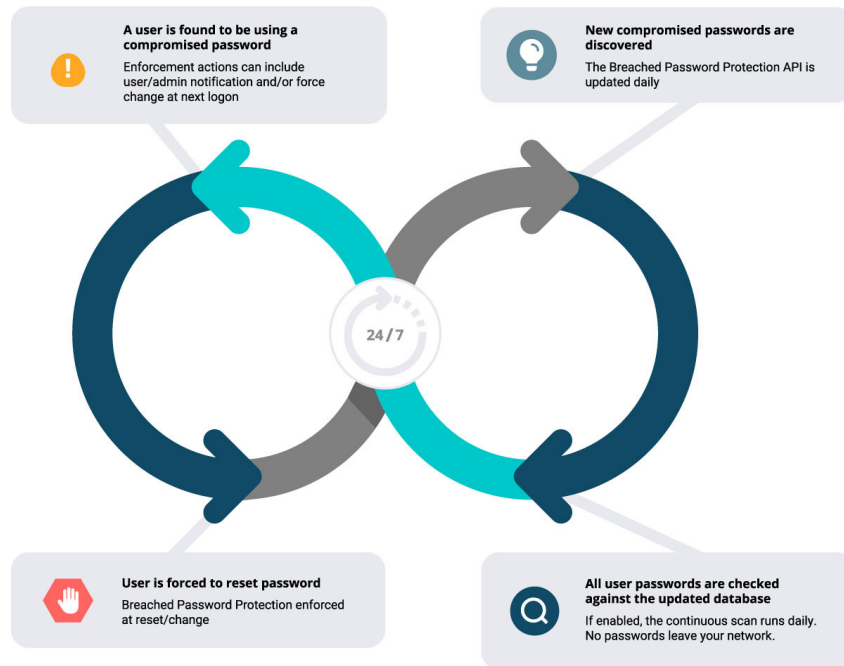 A user is found to be using a
compromised password
Enforcement actions can include
user/admin notification and/or force
change at next logon
New compromised passwords are
discovered
The Breached Password Protection API is
updated daily
24/7
User is forced to reset password
Breached Password Protection enforced
at reset/change
All user passwords are checked
against the updated database
If enabled, the continuous scan runs daily.
No passwords leave your network.